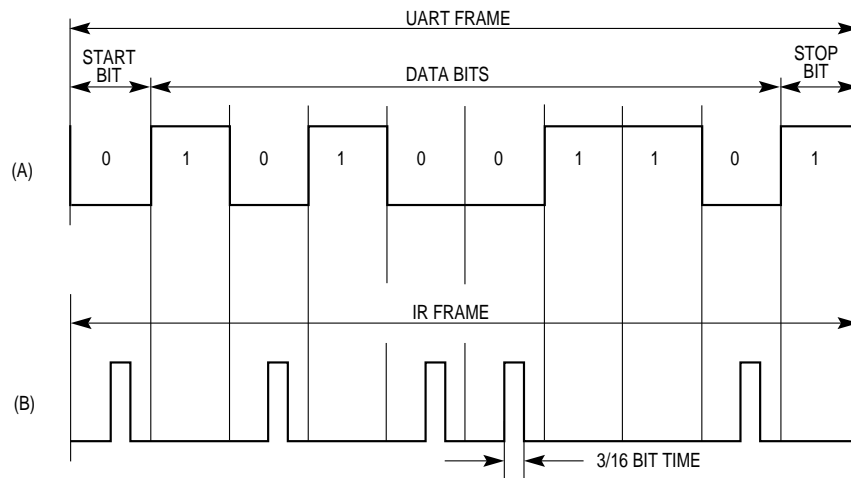 UART FRAME
START
BIT
DATA BITS
STOP
BIT
(A)
0 1 0 1 0 0 1 1 0 1
IR FRAME
(B)
3/16 BIT TIME